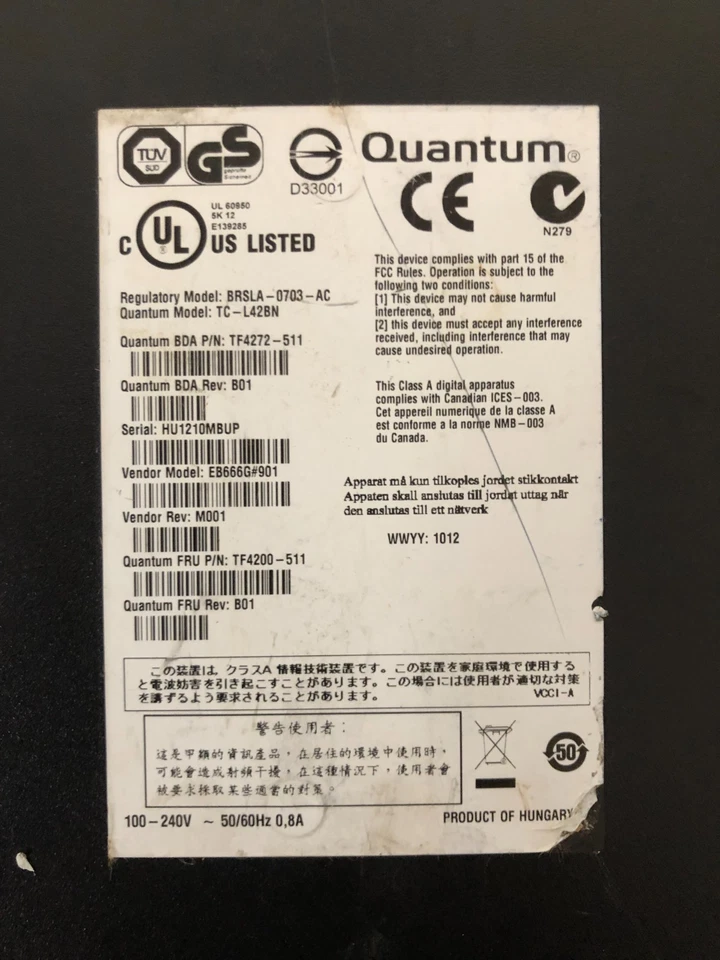 TÜV
SÜD
GS
geprüfte
Sicherheit
D33001
Quantum®
CE
N279
UL 60950
5K 12
E139285
C UL ® US LISTED
Regulatory Model: BRSLA-0703-AC
Quantum Model: TC-L42BN
Quantum BDA P/N: TF4272-511
Quantum BDA Rev: B01
Serial: HU1210MBUP
Vendor Model: EB666G#901
Vendor Rev: M001
Quantum FRU P/N: TF4200-511
Quantum FRU Rev: B01
This device complies with part 15 of the
FCC Rules. Operation is subject to the
following two conditions:
[1] This device may not cause harmful
interference, and
[2] this device must accept any interference
received, including interference that may
cause undesired operation.
This Class A digital apparatus
complies with Canadian ICES-003.
Cet appareil numerique de la classe A
est conforme a la norme NMB-003
du Canada.
Apparat må kun tilkoples jordet stikkontakt
Appaten skall anslutas till jordat uttag når
den anslutas till ett nätverk
WWYY: 1012
この装置は、クラスA 情報技術装置です。この装置を家庭環境で使用する
と電波妨害を引き起こすことがあります。この場合には使用者が適切な対策
を講ずるよう要求されることがあります。 VCCI-A
警告使用者：
這是甲類的資訊產品，在居住的環境中使用時，
可能會造成射頻干擾，在這種情況下，使用者會
被要求採取某些適當的對策。
50
100-240V ~ 50/60Hz 0,8A
PRODUCT OF HUNGARY